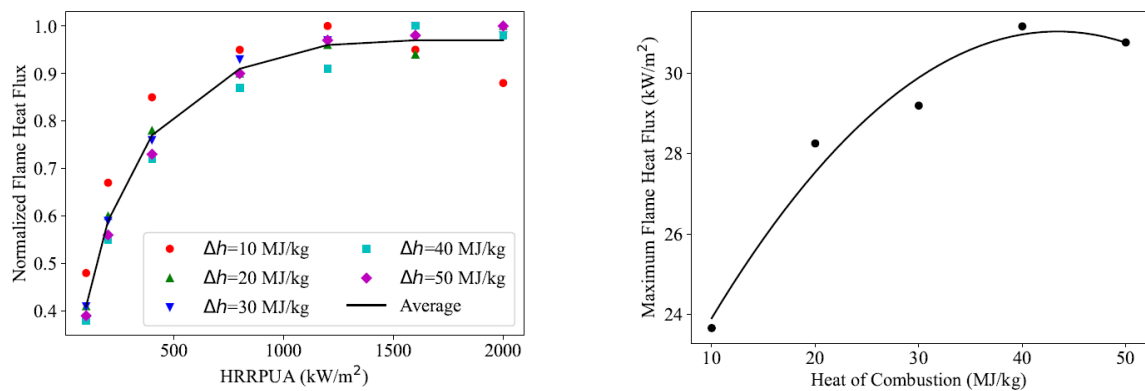 Normalized Flame Heat Flux
1.0
0.9
0.8
0.7
0.6
0.5
0.4
Δh=10 MJ/kg
Δh=20 MJ/kg
Δh=30 MJ/kg
Δh=40 MJ/kg
Δh=50 MJ/kg
Average
500 1000 1500 2000
HRRPUA (kW/m²)
Maximum Flame Heat Flux (kW/m²)
30
28
26
24
10 20 30 40 50
Heat of Combustion (MJ/kg)